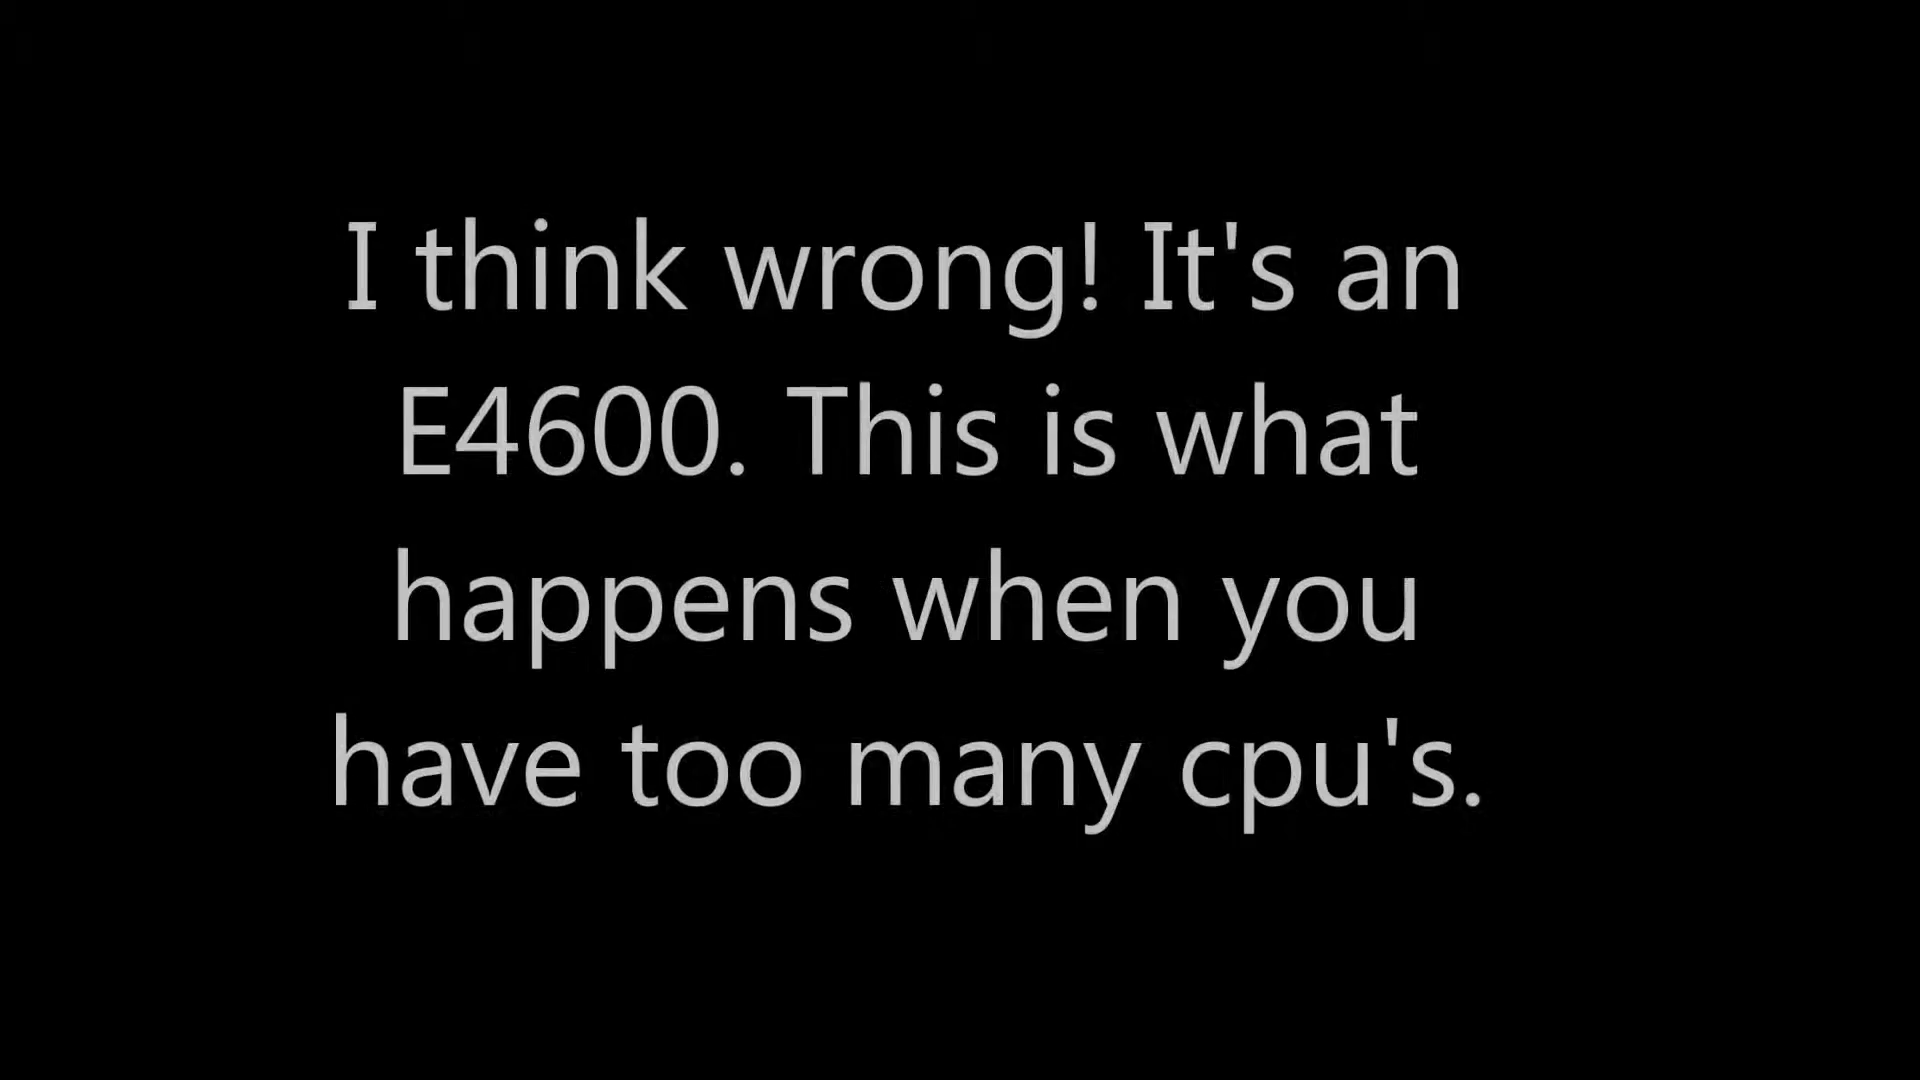 I think wrong! It's an
E4600. This is what
happens when you
have too many cpu's.